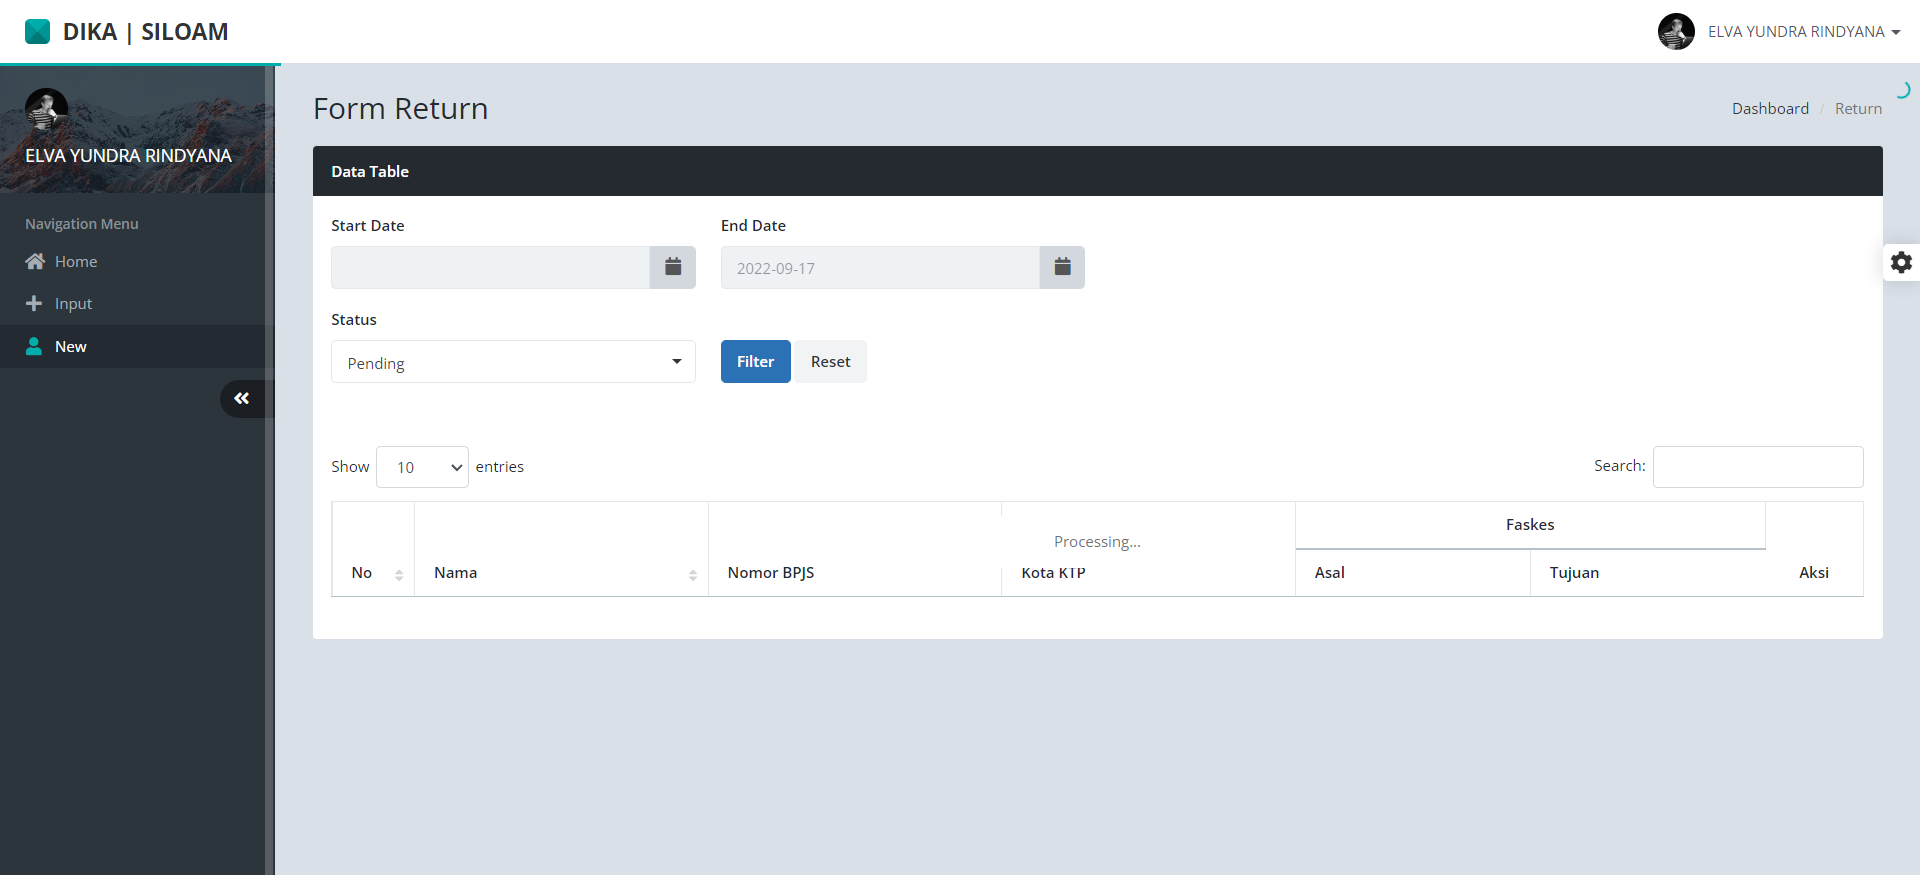 DIKA | SILOAM
ELVA YUNDRA RINDYANA
ELVA YUNDRA RINDYANA
Navigation Menu
Home
Input
New
Form Return
Dashboard / Return
Data Table
Start Date
End Date
2022-09-17
Status
Pending
Filter
Reset
Show 10 entries
Search:
Processing...
Faskes
No
Nama
Nomor BPJS
Kota KTP
Asal
Tujuan
Aksi